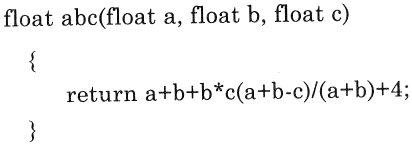 float abc(float a, float b, float c)
{
return a+b+b*c(a+b-c)/(a+b)+4;
}